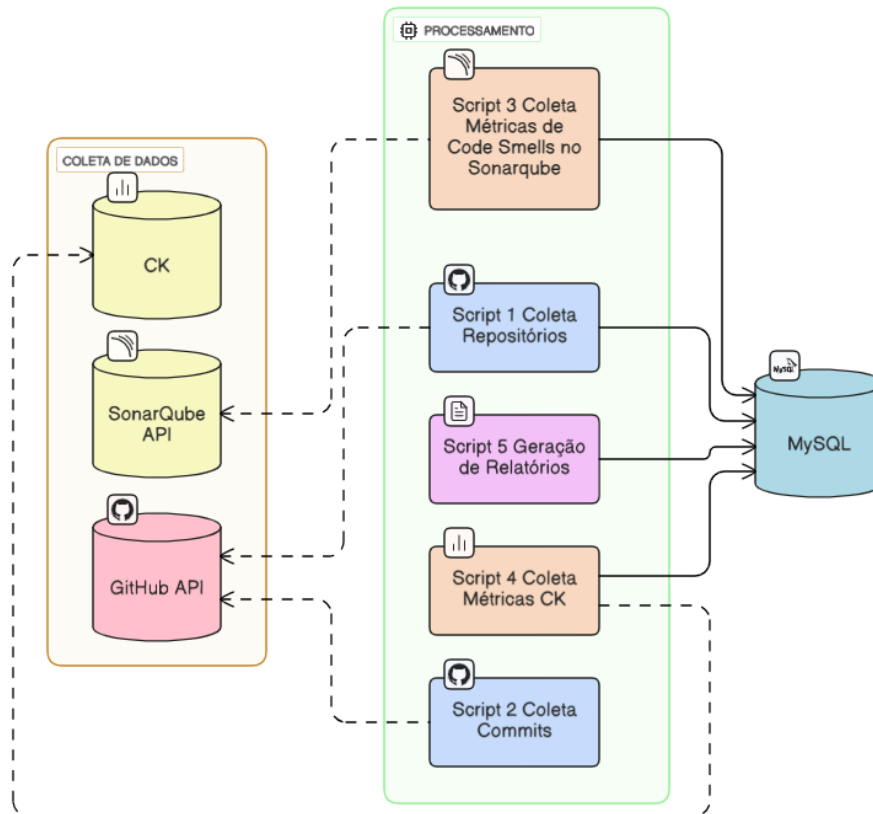 PROCESSAMENTO
Script 3 Coleta
Métricas de
Code Smells no
Sonarqube
COLETA DE DADOS
CK
Script 1 Coleta
Repositórios
SonarQube
API
MySQL
MySQL
Script 5 Geração
de Relatórios
GitHub API
Script 4 Coleta
Métricas CK
Script 2 Coleta
Commits